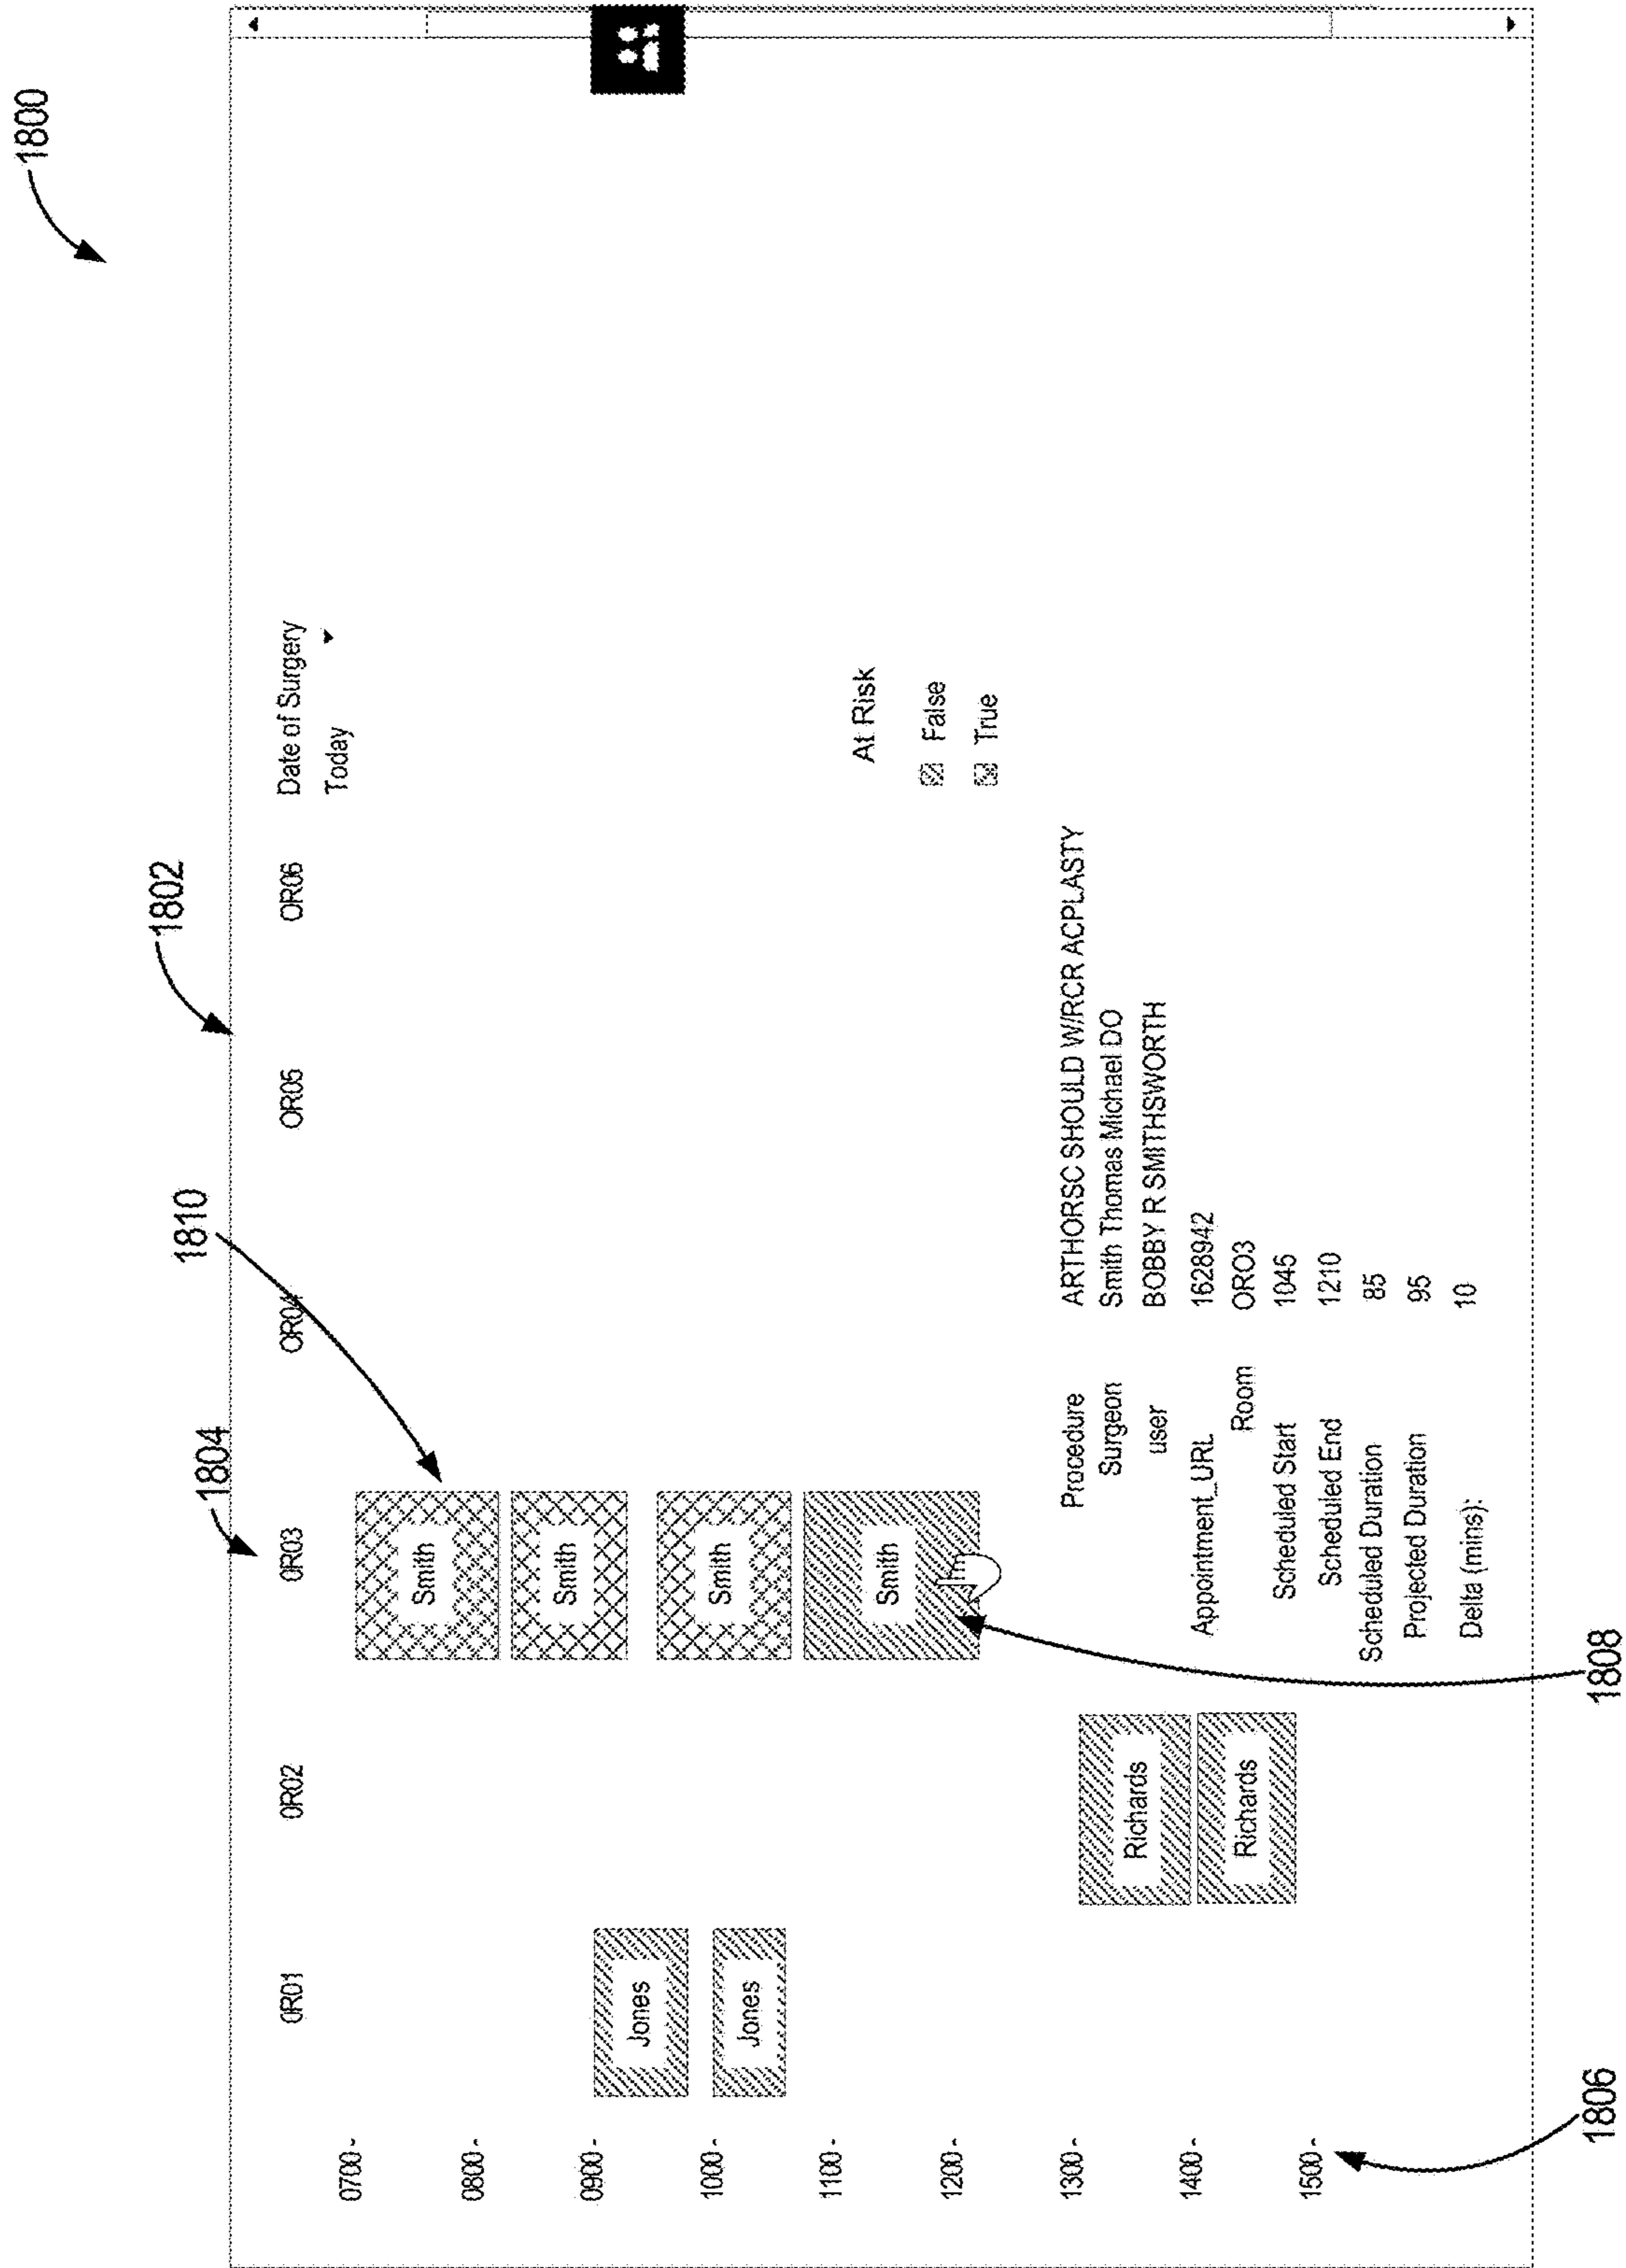 1800
1802
1810
1804
0R01 0R02 0R03 OR04 OR05 OR06
Date of Surgery
Today
0700
0800
0900
1000
1100
1200
1300
1400
1500
Jones
Jones
Richards
Richards
Smith
Smith
Smith
Smith
At Risk
False
True
Procedure ARTHORSC SHOULD W/RCR ACPLASTY
Surgeon Smith Thomas Michael DO
user BOBBY R SMITHSWORTH
Appointment_URL 1628942
Room ORO3
Scheduled Start 1045
Scheduled End 1210
Scheduled Duration 85
Projected Duration 95
Delta (mins): 10
1806
1808